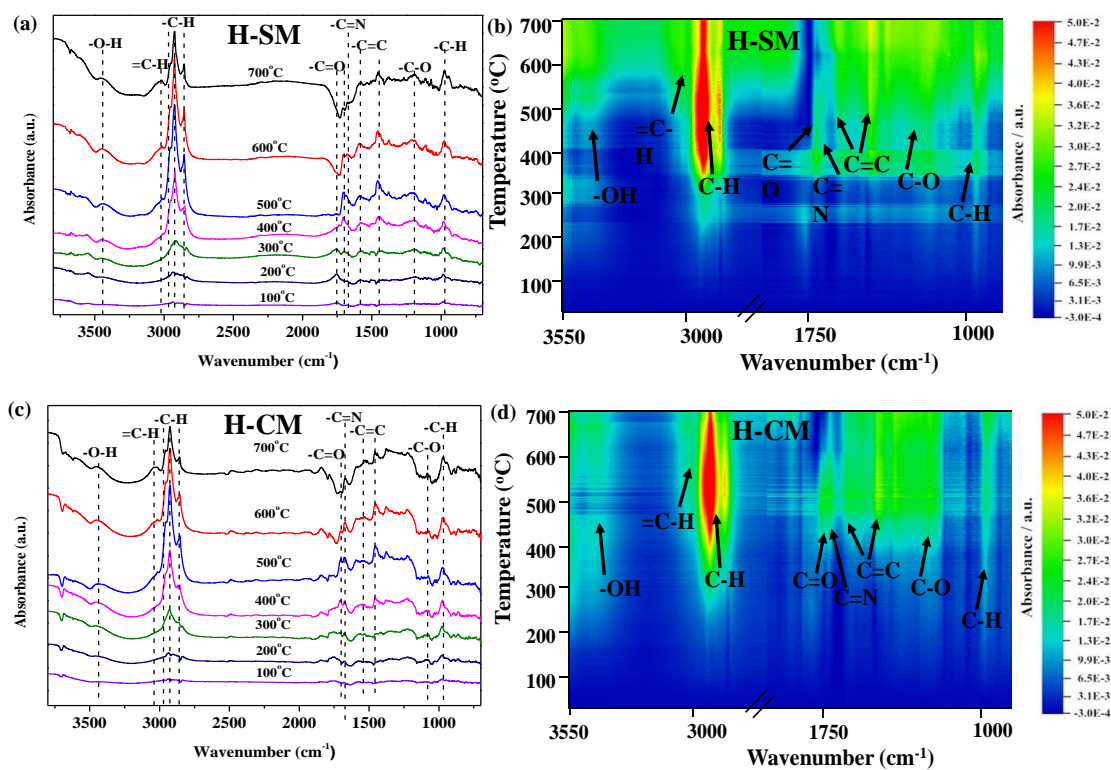 (a)
H-SM
-O-H
=C-H
-C-H
-C=O
-C=N
-C=C
-C-O
-C-H
700°C
600°C
500°C
400°C
300°C
200°C
100°C
Absorbance (a.u.)
3500 3000 2500 2000 1500 1000
Wavenumber (cm-1)
(b)
H-SM
700
600
500
400
300
200
100
Temperature (°C)
-OH
=C-
H
C-H
C=
O
C=
N
C=C
C-O
C-H
3550 3000 1750 1000
Wavenumber (cm-1)
Absorbance / a.u.
5.0E-2
4.7E-2
4.3E-2
4.0E-2
3.7E-2
3.3E-2
3.0E-2
2.6E-2
2.3E-2
2.0E-2
1.6E-2
1.3E-2
9.9E-3
6.5E-3
3.1E-3
-3.0E-4
(c)
H-CM
-O-H
=C-H
-C-H
-C=O
-C=N
-C=C
C-O
-C-H
700°C
600°C
500°C
400°C
300°C
200°C
100°C
Absorbance (a.u.)
3500 3000 2500 2000 1500 1000
Wavenumber (cm-1)
(d)
H-CM
700
600
500
400
300
200
100
Temperature (°C)
-OH
=C-H
C-H
C=O
C=N
C=C
C-O
C-H
3550 3000 1750 1000
Wavenumber (cm-1)
Absorbance / a.u.
5.0E-2
4.7E-2
4.3E-2
4.0E-2
3.7E-2
3.3E-2
3.0E-2
2.6E-2
2.3E-2
2.0E-2
1.6E-2
1.3E-2
9.9E-3
6.5E-3
3.1E-3
-3.0E-4